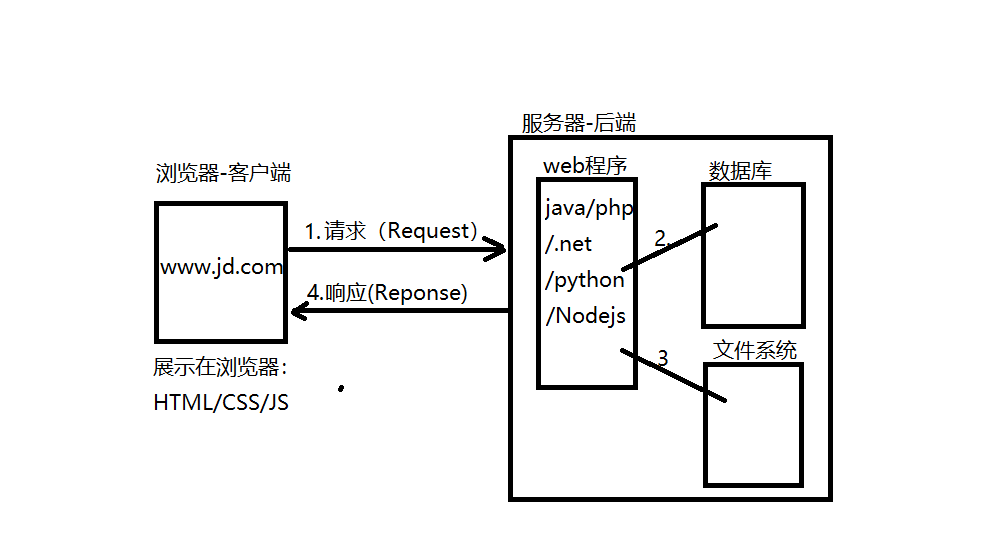 服务器-后端
浏览器-客户端
web程序
数据库
java/php
1.请求（Request）
/.net
2.
www.jd.com
/python
4.响应(Reponse)
/Nodejs
文件系统
3
展示在浏览器：
HTML/CSS/JS